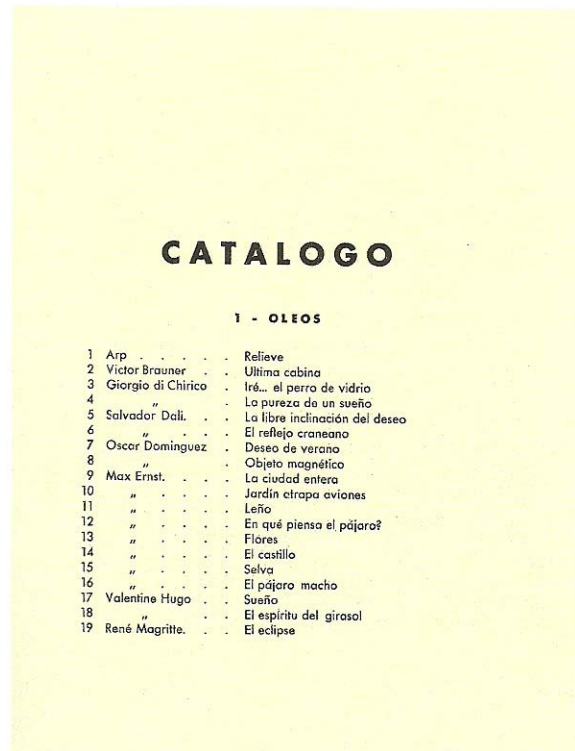 CATALOGO
1 - OLEOS
1 Arp . . . . . Relieve
2 Victor Brauner . . Ultima cabina
3 Giorgio di Chirico . Iré... el perro de vidrio
4 „ . La pureza de un sueño
5 Salvador Dali. . . La libre inclinación del deseo
6 „ . . . El reflejo craneano
7 Oscar Dominguez . Deseo de verano
8 „ . Objeto magnético
9 Max Ernst. . . . La ciudad entera
10 „ . . . . Jardín atrapa aviones
11 „ . . . . Leño
12 „ . . . . En qué piensa el pájaro?
13 „ . . . . Flores
14 „ . . . . El castillo
15 „ . . . . Selva
16 „ . . . . El pájaro macho
17 Valentine Hugo . . Sueño
18 „ . . El espíritu del girasol
19 René Magritte. . . El eclipse